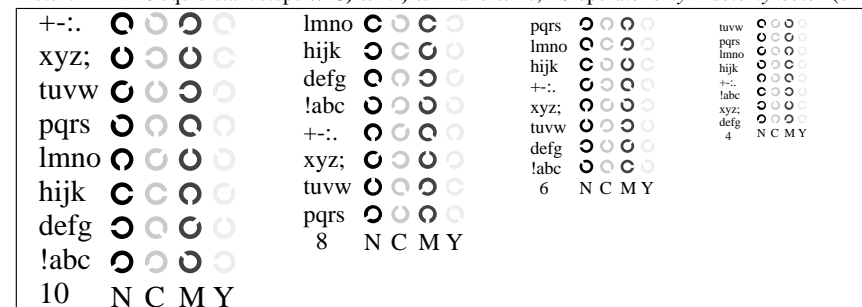 +-:.
xyz;
tuvw
pqrs
lmno
hijk
defg
!abc
10 N C M Y
lmno
hijk
defg
!abc
+-:.
xyz;
tuvw
pqrs
8 N C M Y
pqrs
lmno
hijk
+-:.
xyz;
tuvw
defg
!abc
6 N C M Y
tuvw
pqrs
lmno
hijk
+-:.
!abc
xyz;
defg
4 N C M Y